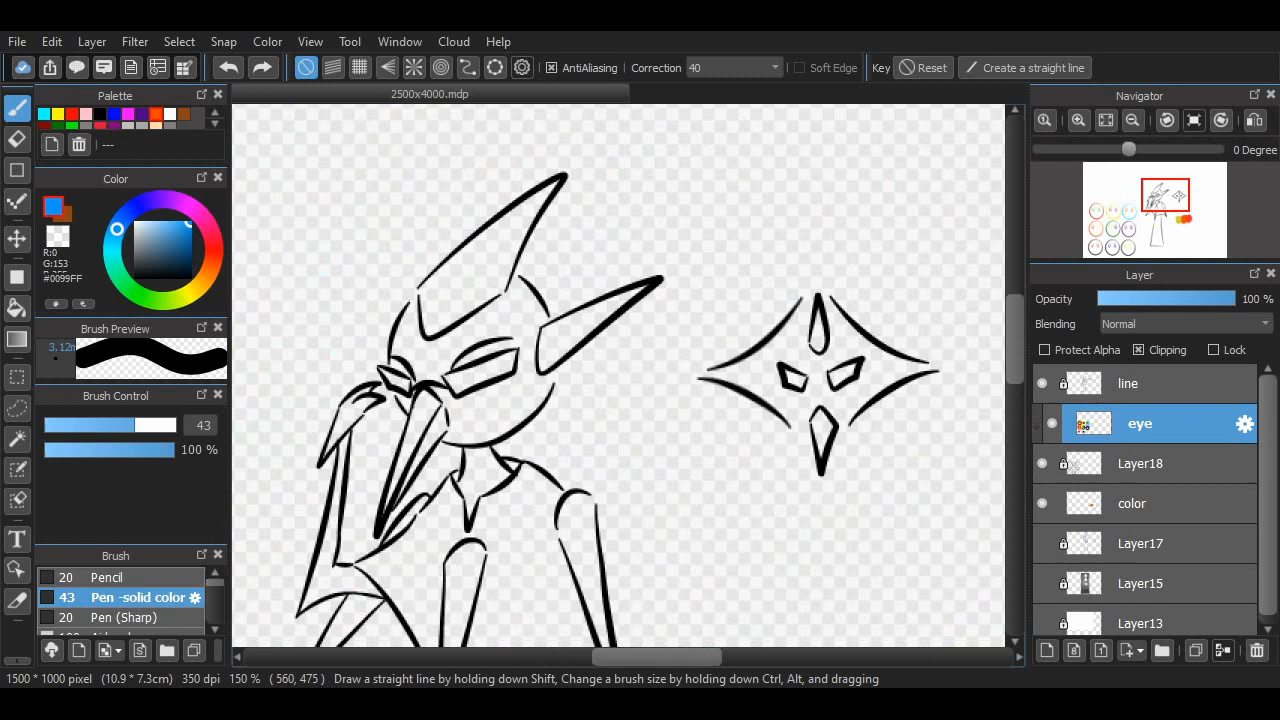 File Edit Layer Filter Select Snap Color View Tool Window Cloud Help
AntiAliasing Correction 40 Soft Edge Key Reset Create a straight line
Palette
2500x4000.mdp
Navigator
---
0 Degree
Color
R:0
G:153
#0099FF
Layer
Opacity 100 %
Blending Normal
Protect Alpha Clipping Lock
Brush Preview
Brush Control
43
100 %
line
eye
Layer18
color
Layer17
Layer15
Layer13
Brush
20 Pencil
43 Pen -solid color
20 Pen (Sharp)
1500 * 1000 pixel (10.9 * 7.3cm) 350 dpi 150 % ( 560, 475 ) Draw a straight line by holding down Shift, Change a brush size by holding down Ctrl, Alt, and dragging